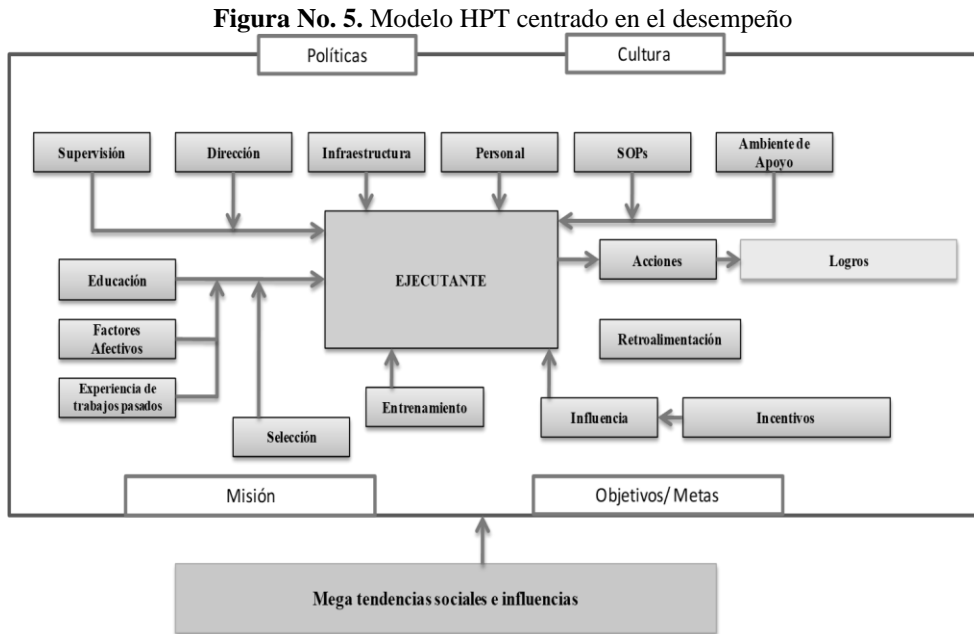 Figura No. 5. Modelo HPT centrado en el desempeño
Políticas
Cultura
Supervisión
Dirección
Infraestructura
Personal
SOPs
Ambiente de
Apoyo
EJECUTANTE
Acciones
Logros
Educación
Factores
Afectivos
Retroalimentación
Experiencia de
trabajos pasados
Entrenamiento
Selección
Influencia
Incentivos
Misión
Objetivos/ Metas
Mega tendencias sociales e influencias